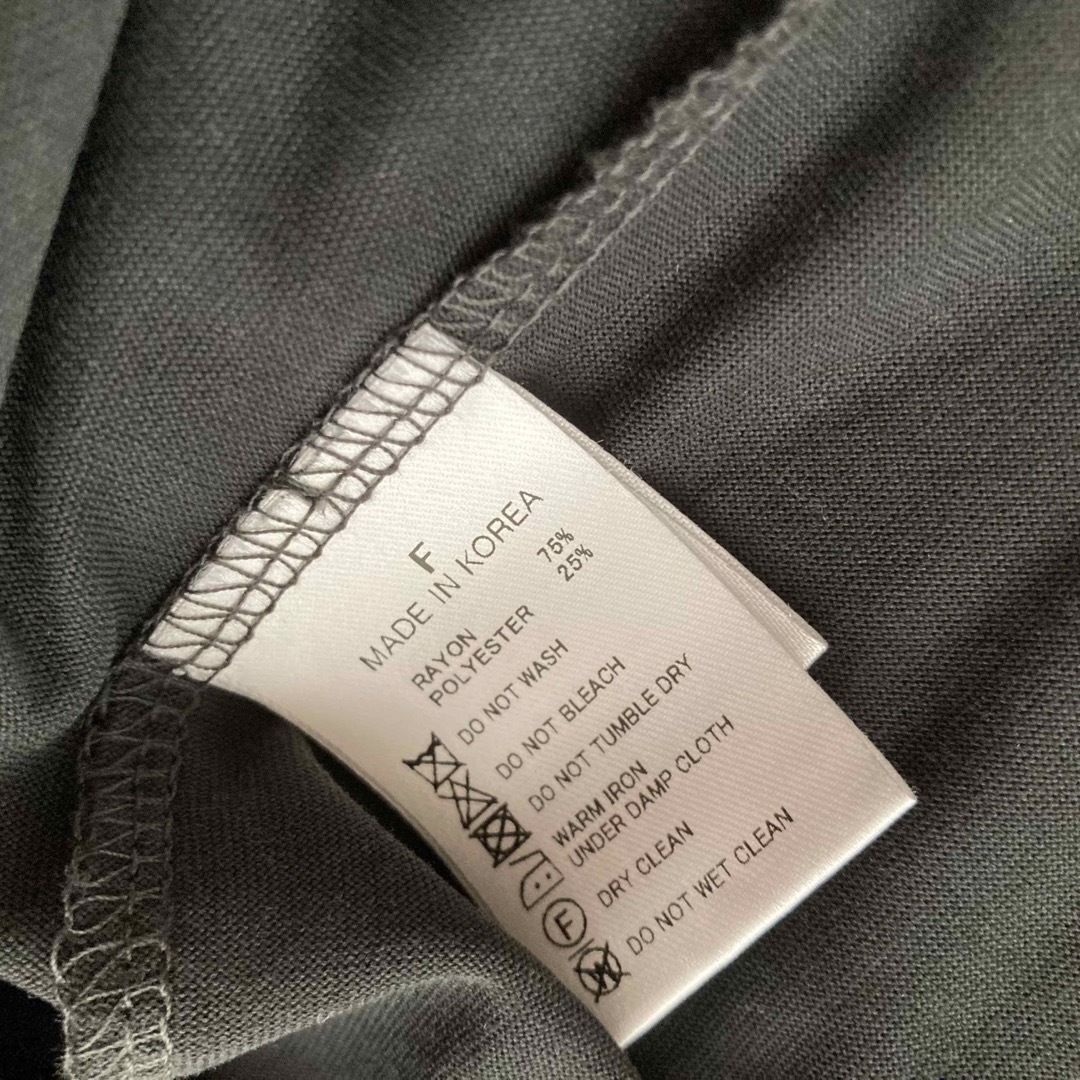 F
MADE IN KOREA
RAYON 75%
POLYESTER 25%
DO NOT WASH
DO NOT BLEACH
DO NOT TUMBLE DRY
WARM IRON
UNDER DAMP CLOTH
F DRY CLEAN
W DO NOT WET CLEAN